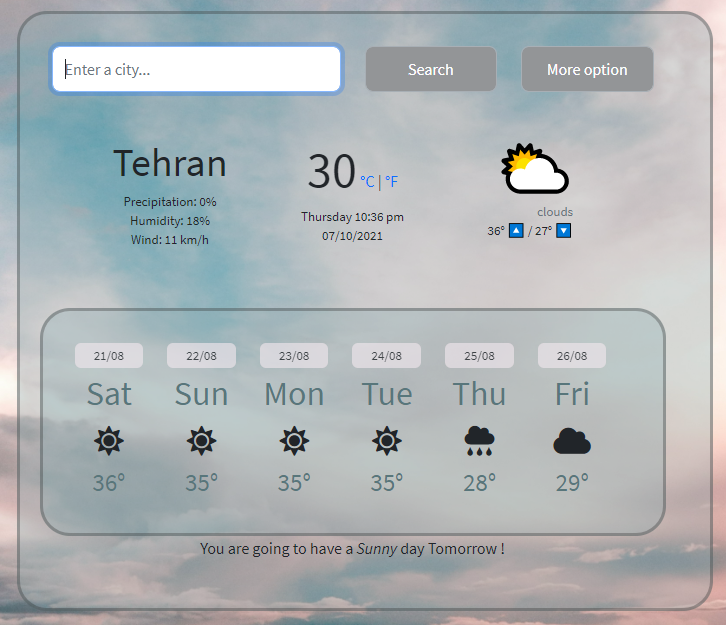 Enter a city... Search More option
Tehran
Precipitation: 0%
Humidity: 18%
Wind: 11 km/h
30 °C | °F
Thursday 10:36 pm
07/10/2021
clouds
36° 🔼 / 27° 🔽
21/08 22/08 23/08 24/08 25/08 26/08
Sat Sun Mon Tue Thu Fri
36° 35° 35° 35° 28° 29°
You are going to have a Sunny day Tomorrow !